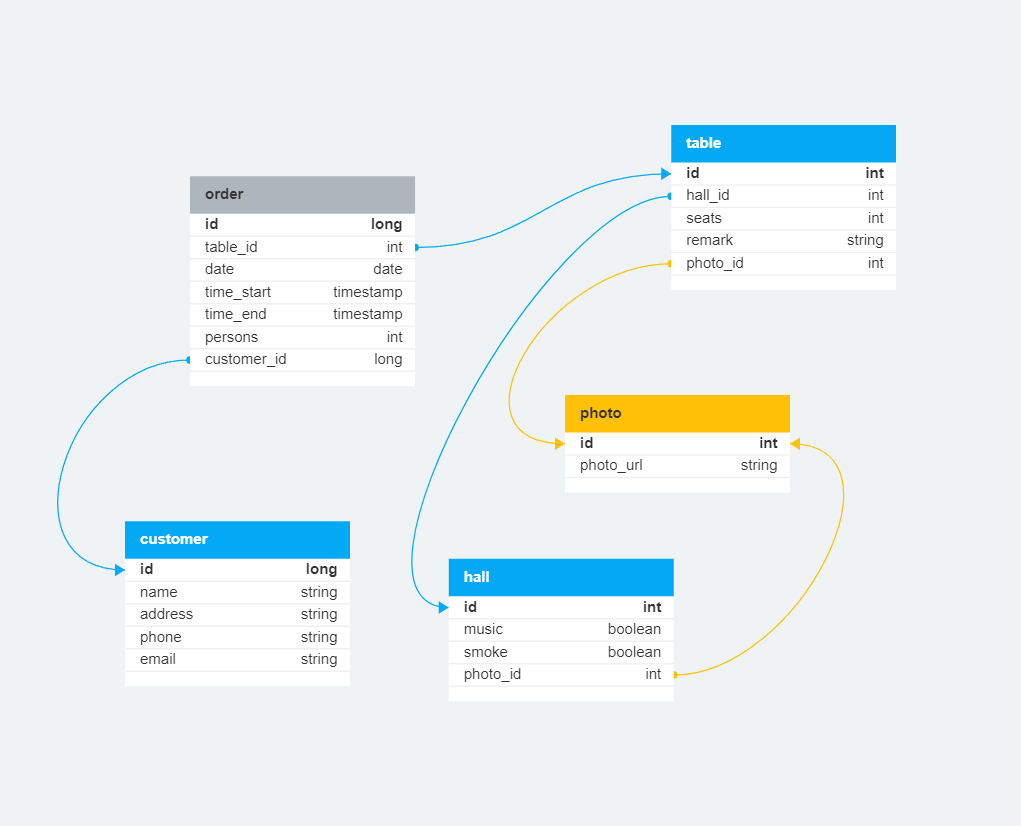 table
id int
hall_id int
seats int
remark string
photo_id int
order
id long
table_id int
date date
time_start timestamp
time_end timestamp
persons int
customer_id long
photo
id int
photo_url string
customer
id long
name string
address string
phone string
email string
hall
id int
music boolean
smoke boolean
photo_id int